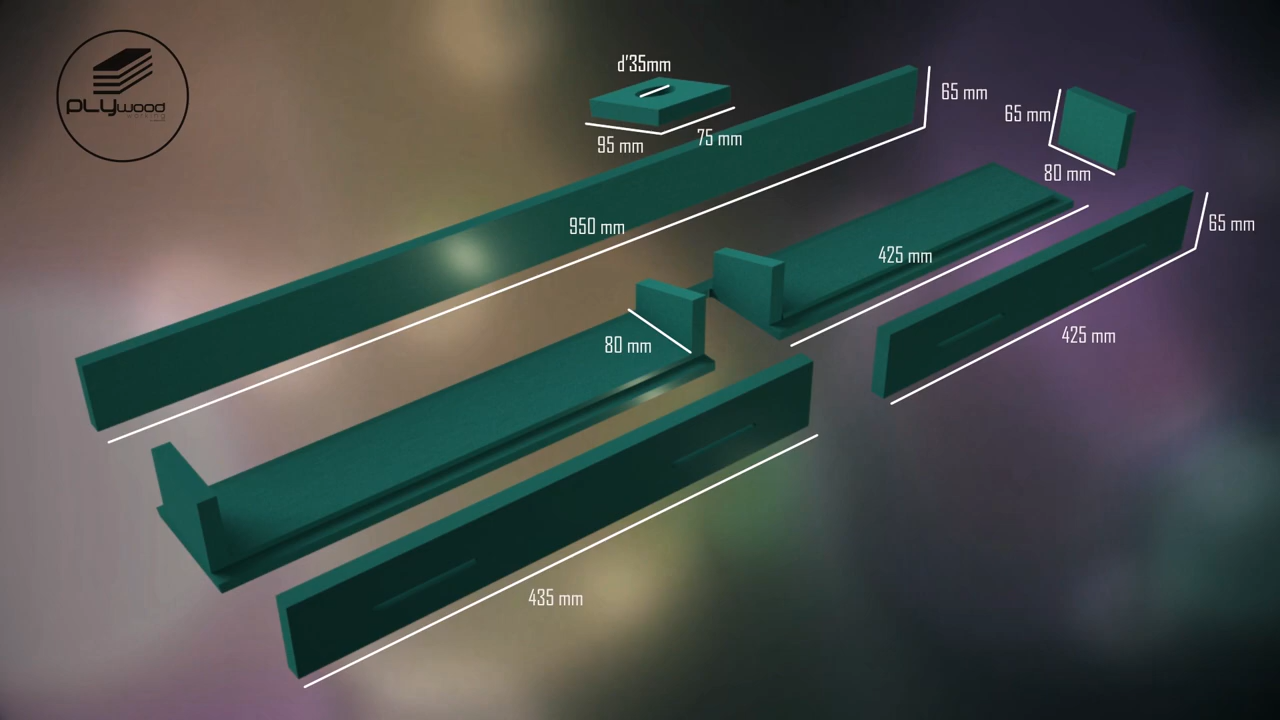 PLYwood
working
d'35mm
95 mm
75 mm
65 mm
65 mm
80 mm
950 mm
425 mm
65 mm
80 mm
425 mm
435 mm